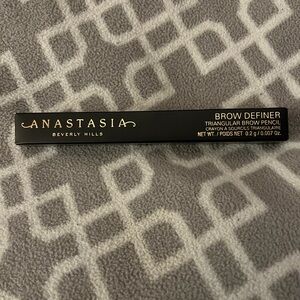 ANASTASIA
BEVERLY HILLS
BROW DEFINER
TRIANGULAR BROW PENCIL
CRAYON À SOURCILS TRIANGULAIRE
NET WT. / POIDS NET 0.2 g / 0.007 Oz.